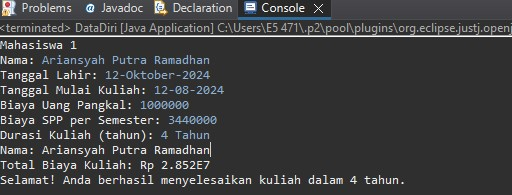 Problems @ Javadoc Declaration Console ×
<terminated> DataDiri [Java Application] C:\Users\E5 471\.p2\pool\plugins\org.eclipse.justj.openj
Mahasiswa 1
Nama: Ariansyah Putra Ramadhan
Tanggal Lahir: 12-Oktober-2024
Tanggal Mulai Kuliah: 12-08-2024
Biaya Uang Pangkal: 1000000
Biaya SPP per Semester: 3440000
Durasi Kuliah (tahun): 4 Tahun
Nama: Ariansyah Putra Ramadhan
Total Biaya Kuliah: Rp 2.852E7
Selamat! Anda berhasil menyelesaikan kuliah dalam 4 tahun.